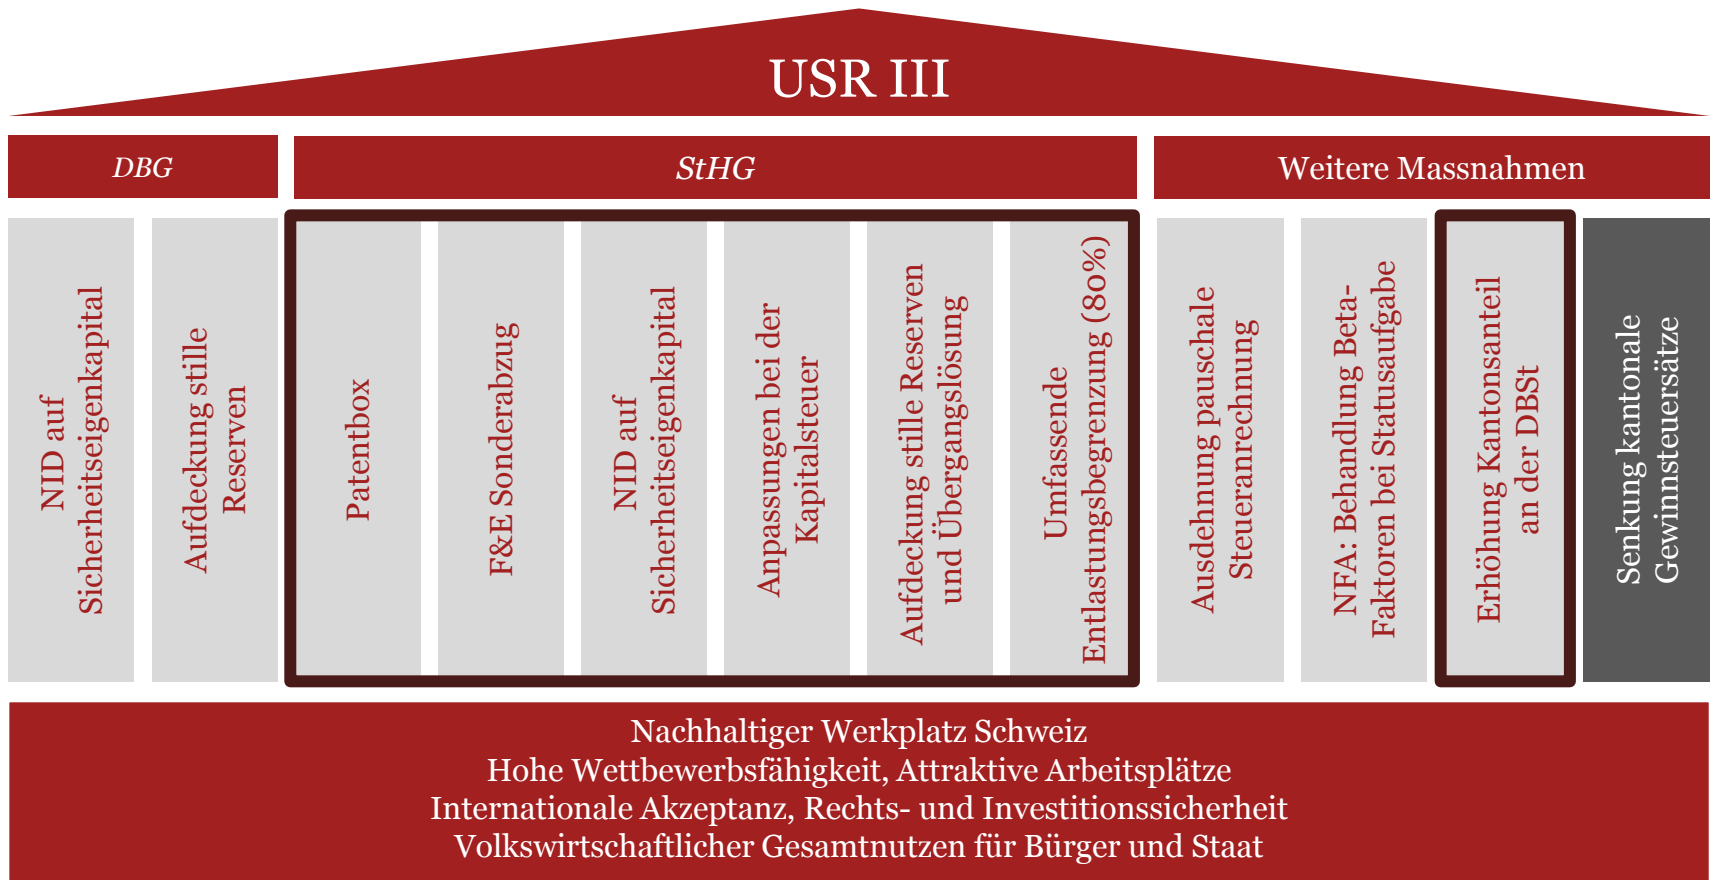 USR III
DBG
StHG
Weitere Massnahmen
NID auf
Sicherheitseigenkapital
Aufdeckung stille
Reserven
Patentbox
F&E Sonderabzug
NID auf
Sicherheitseigenkapital
Anpassungen bei der
Kapitalsteuer
Aufdeckung stille Reserven
und Übergangslösung
Umfassende
Entlastungsbegrenzung (80%)
Ausdehnung pauschale
Steueranrechnung
NFA: Behandlung Beta-
Faktoren bei Statusaufgabe
Erhöhung Kantonsanteil
an der DBSt
Senkung kantonale
Gewinnsteuersätze
Nachhaltiger Werkplatz Schweiz
Hohe Wettbewerbsfähigkeit, Attraktive Arbeitsplätze
Internationale Akzeptanz, Rechts- und Investitionssicherheit
Volkswirtschaftlicher Gesamtnutzen für Bürger und Staat